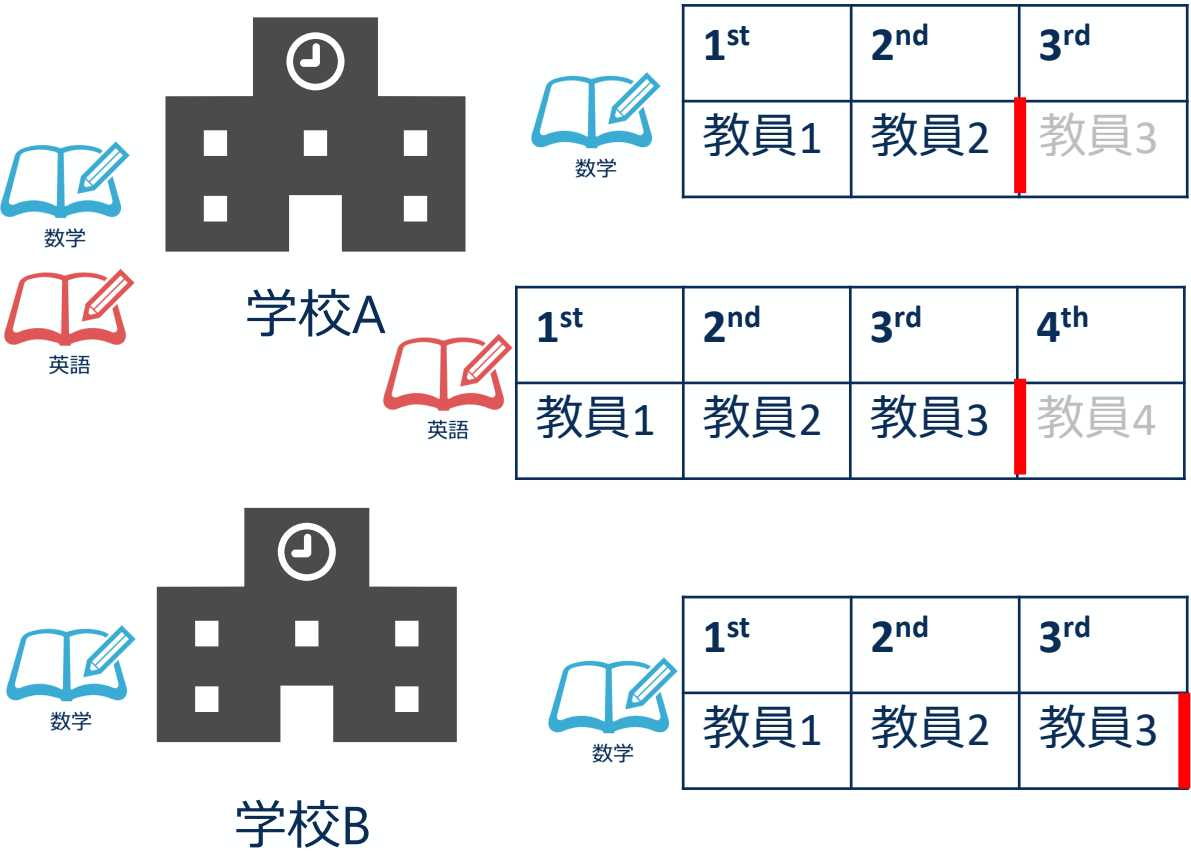 数学
英語
学校A
数学
1st 2nd 3rd
教員1 教員2 教員3
英語
1st 2nd 3rd 4th
教員1 教員2 教員3 教員4
数学
学校B
数学
1st 2nd 3rd
教員1 教員2 教員3